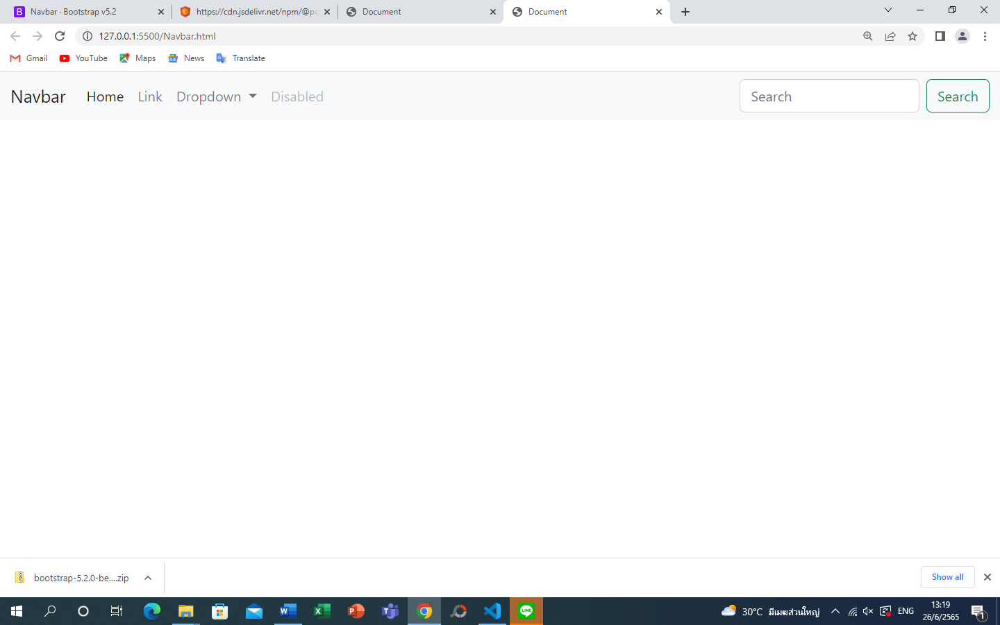 Navbar · Bootstrap v5.2
https://cdn.jsdelivr.net/npm/@po
Document
Document
127.0.0.1:5500/Navbar.html
Gmail
YouTube
Maps
News
Translate
Navbar
Home
Link
Dropdown
Disabled
Search
Search
bootstrap-5.2.0-be....zip
Show all
30°C มีเมฆส่วนใหญ่
ENG
13:19
26/6/2565
1